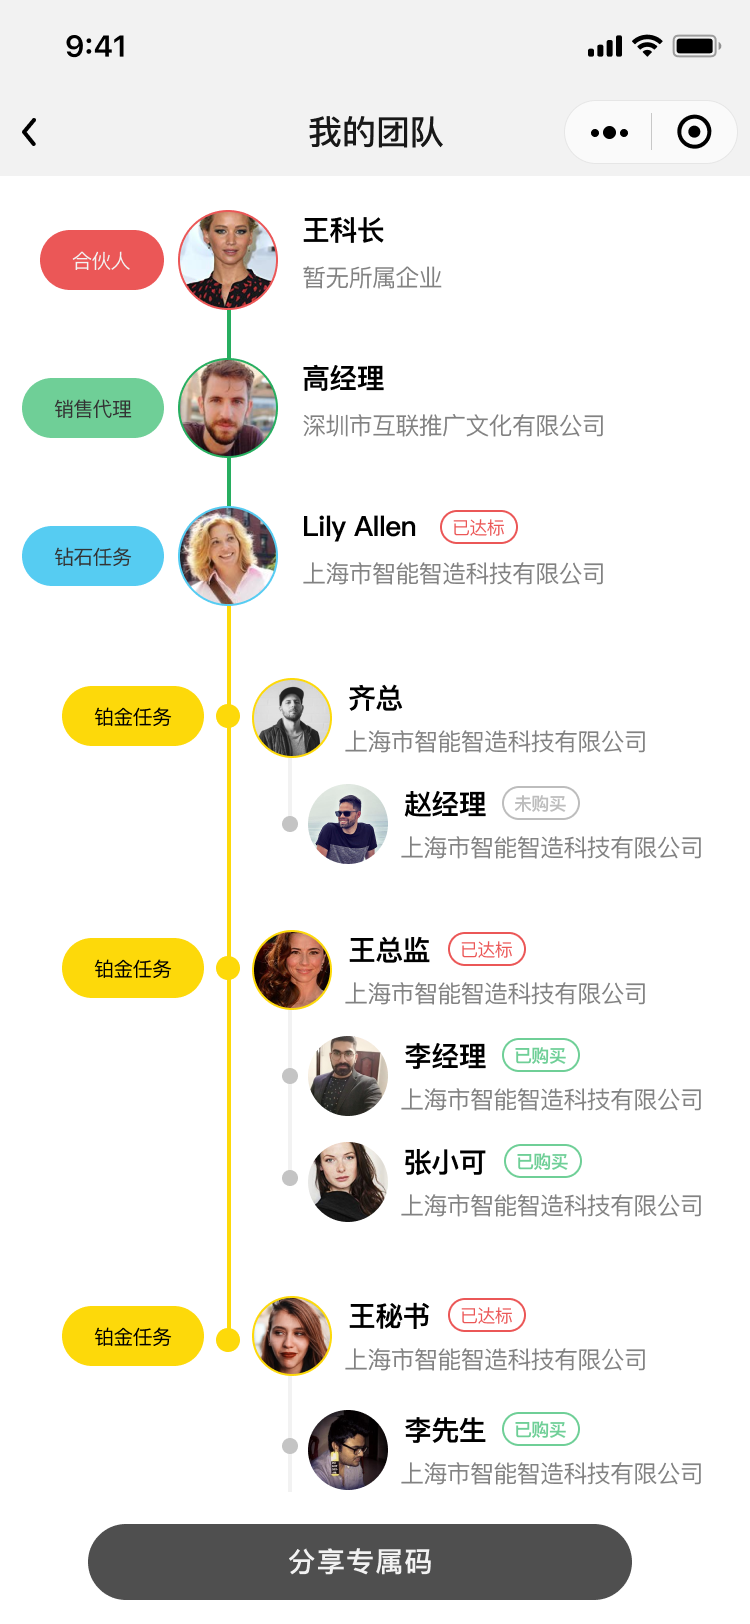 9:41
我的团队
合伙人
王科长
暂无所属企业
销售代理
高经理
深圳市互联推广文化有限公司
钻石任务
Lily Allen
已达标
上海市智能智造科技有限公司
铂金任务
齐总
上海市智能智造科技有限公司
赵经理
未购买
上海市智能智造科技有限公司
铂金任务
王总监
已达标
上海市智能智造科技有限公司
李经理
已购买
上海市智能智造科技有限公司
张小可
已购买
上海市智能智造科技有限公司
铂金任务
王秘书
已达标
上海市智能智造科技有限公司
李先生
已购买
上海市智能智造科技有限公司
分享专属码